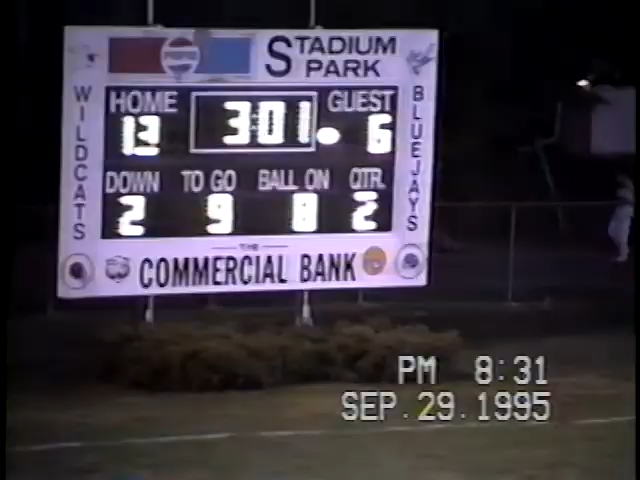 PEPSI
STADIUM
PARK
WILDCATS
BLUEJAYS
HOME
GUEST
13
3:01
6
DOWN TO GO BALL ON QTR.
2 9 8 2
THE
COMMERCIAL BANK
PM 8:31
SEP.29.1995